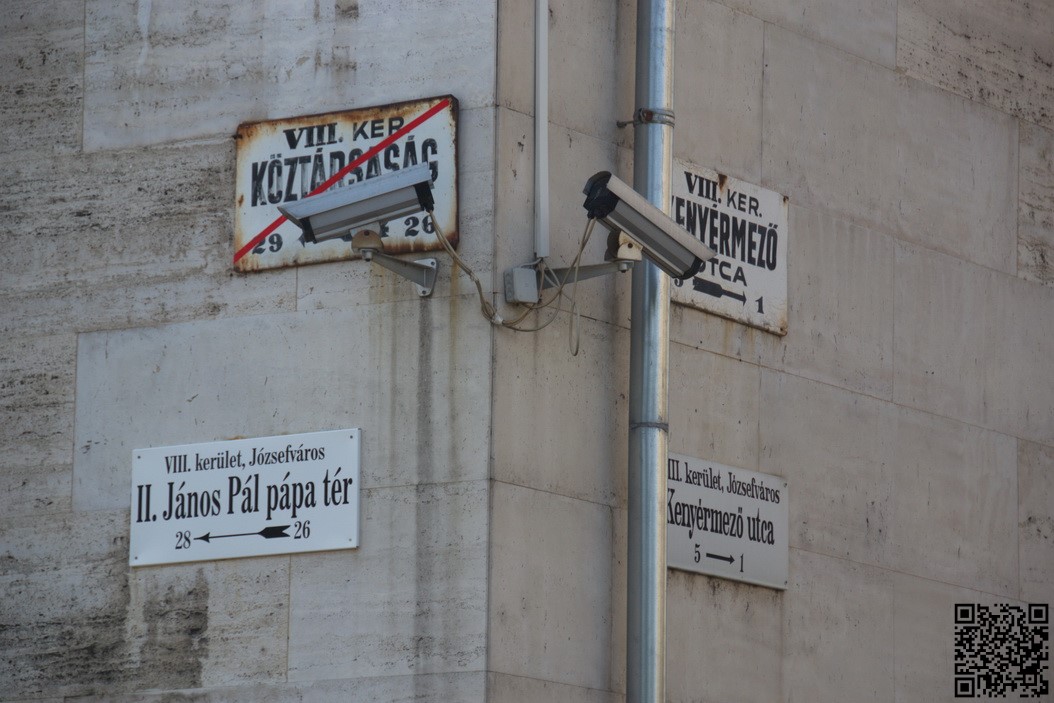 VIII. KER.
KÖZTÁRSASÁG
29 26
VIII. KER.
KENYÉRMEZŐ
UTCA
1
VIII. kerület, Józsefváros
II. János Pál pápa tér
28 26
III. kerület, Józsefváros
Kenyérmező utca
5 1